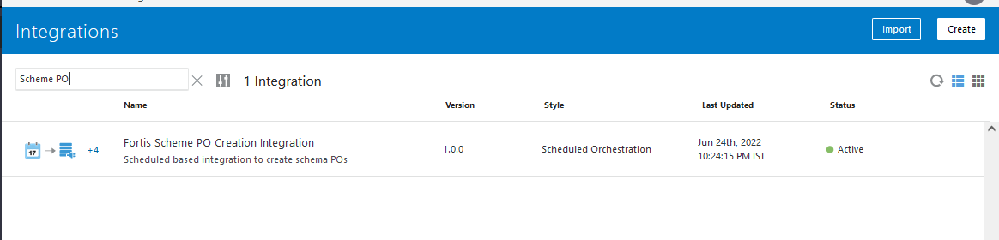 Integrations
Import
Create
Scheme PO
1 Integration
Name Version Style Last Updated Status
17
+4
Fortis Scheme PO Creation Integration
Scheduled based integration to create schema POs
1.0.0
Scheduled Orchestration
Jun 24th, 2022
10:24:15 PM IST
Active